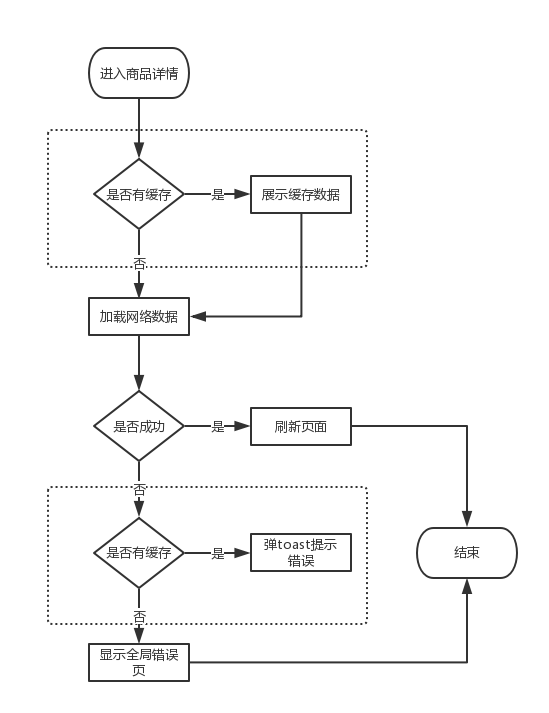 进入商品详情
是否有缓存
是
展示缓存数据
否
加载网络数据
是否成功
是
刷新页面
否
是否有缓存
是
弹toast提示
错误
结束
否
显示全局错误
页